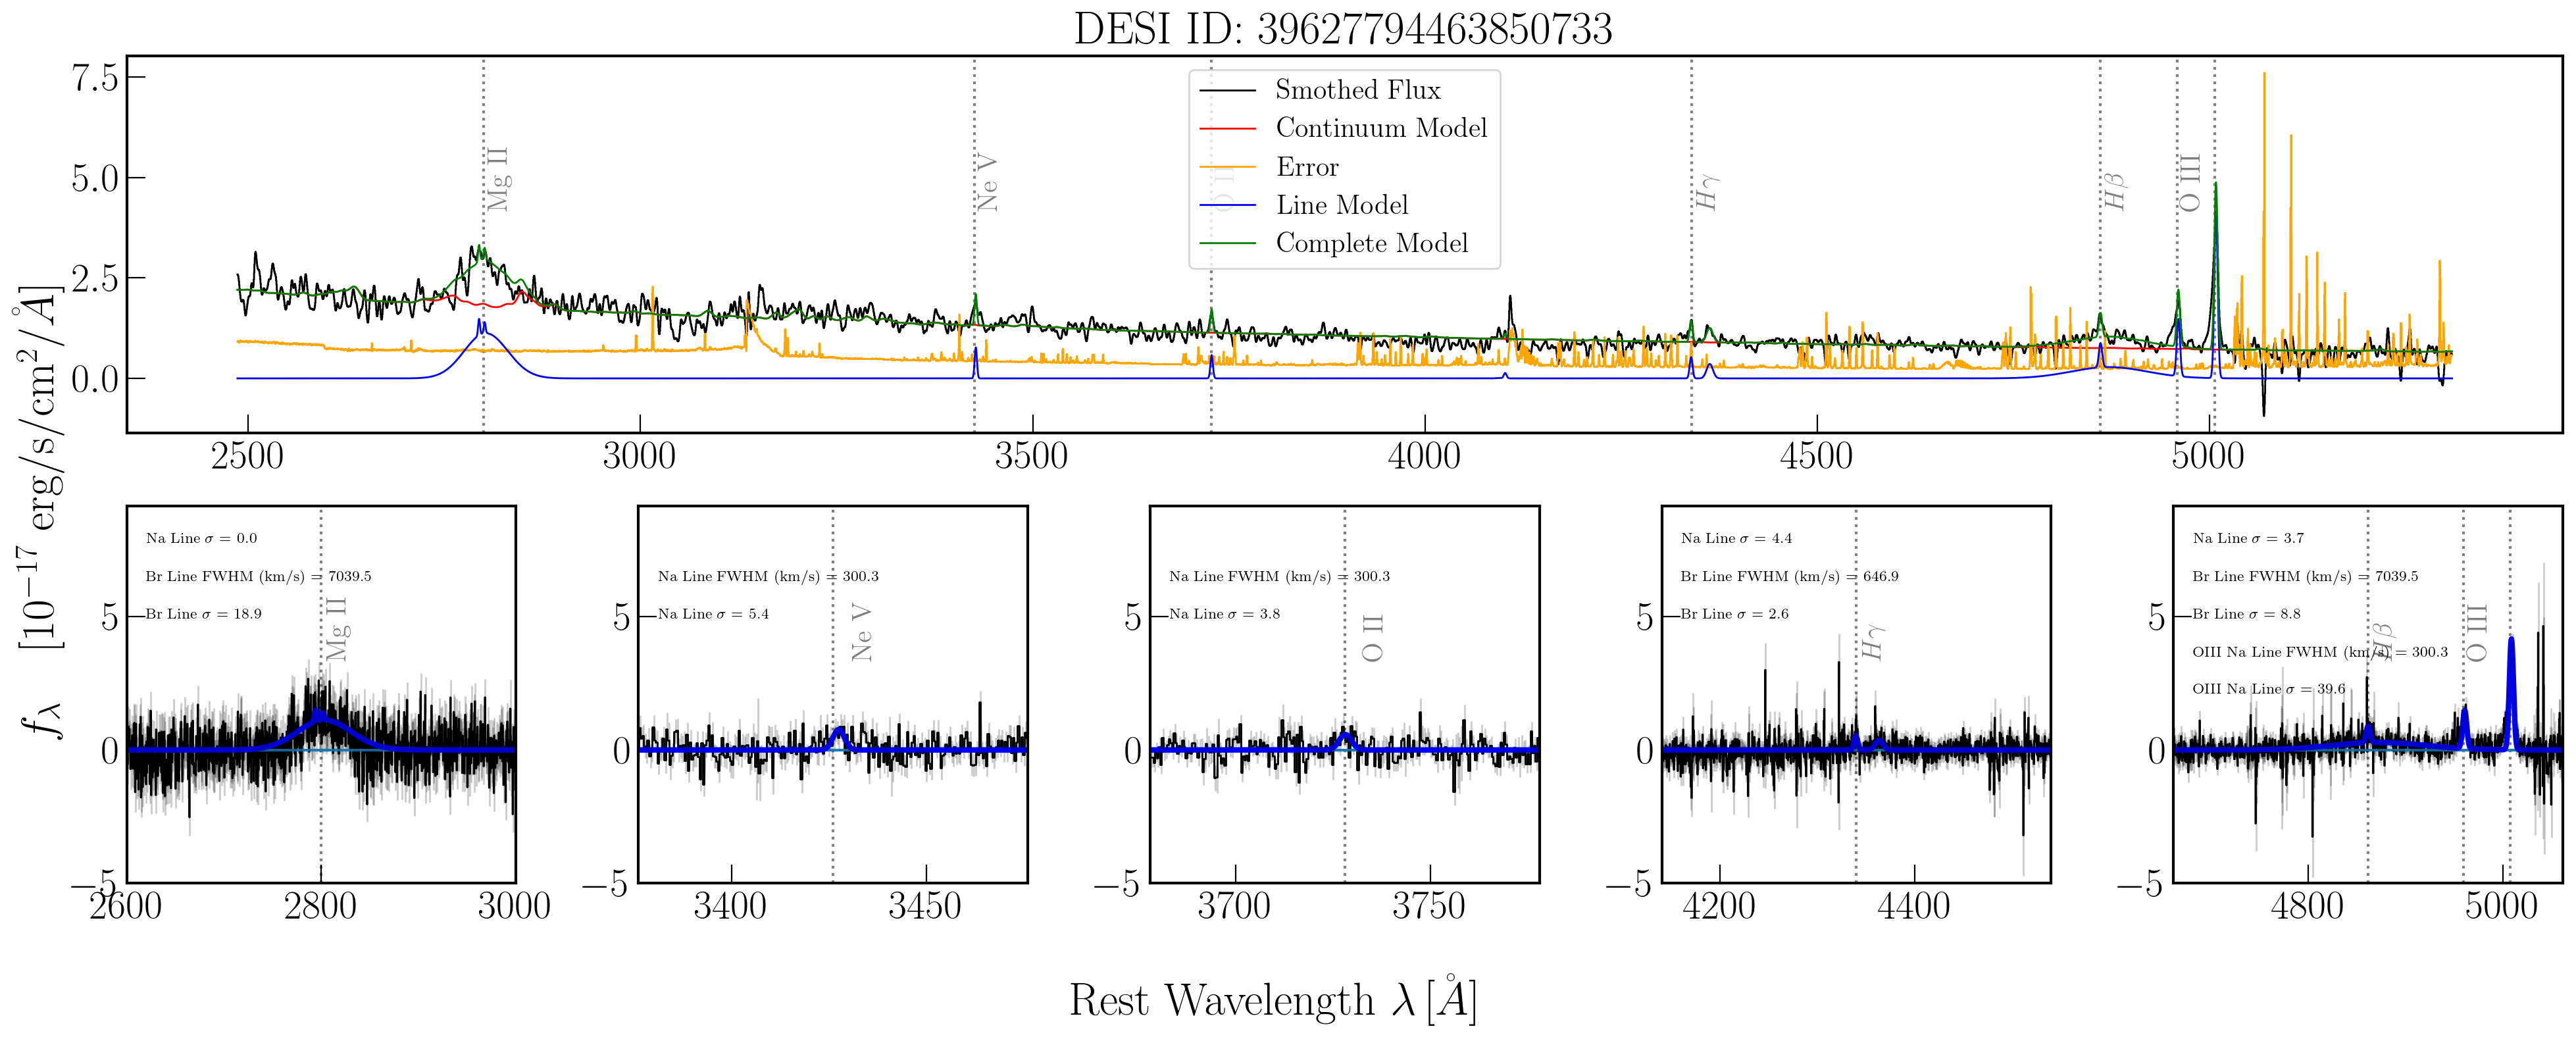 DESI ID: 39627794463850733
7.5
5.0
2.5
0.0
Smothed Flux
Continuum Model
Error
Line Model
Complete Model
Mg II
Ne V
O II
Hγ
Hβ
O III
2500 3000 3500 4000 4500 5000
f_λ [10^{-17} erg/s/cm²/Å]
Na Line σ = 0.0
Br Line FWHM (km/s) = 7039.5
Br Line σ = 18.9
Mg II
5
0
−5
2600 2800 3000
Na Line FWHM (km/s) = 300.3
Na Line σ = 5.4
Ne V
5
0
−5
3400 3450
Na Line FWHM (km/s) = 300.3
Na Line σ = 3.8
O II
5
0
−5
3700 3750
Na Line σ = 4.4
Br Line FWHM (km/s) = 646.9
Br Line σ = 2.6
Hγ
5
0
−5
4200 4400
Na Line σ = 3.7
Br Line FWHM (km/s) = 7039.5
Br Line σ = 8.8
OIII Na Line FWHM (km/s) = 300.3
OIII Na Line σ = 39.6
Hβ
O III
5
0
−5
4800 5000
Rest Wavelength λ [Å]